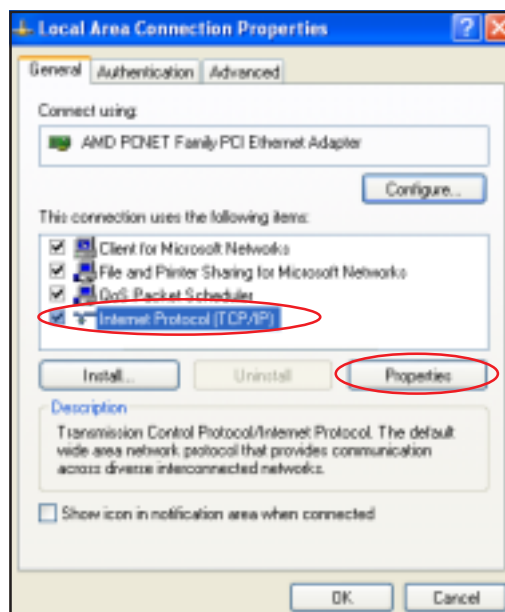 Local Area Connection Properties
General Authentication Advanced
Connect using:
AMD PCNET Family PCI Ethernet Adapter
Configure...
This connection uses the following items:
Client for Microsoft Networks
File and Printer Sharing for Microsoft Networks
QoS Packet Scheduler
Internet Protocol (TCP/IP)
Install... Uninstall Properties
Description
Transmission Control Protocol/Internet Protocol. The default
wide area network protocol that provides communication
across diverse interconnected networks.
Show icon in notification area when connected
OK Cancel